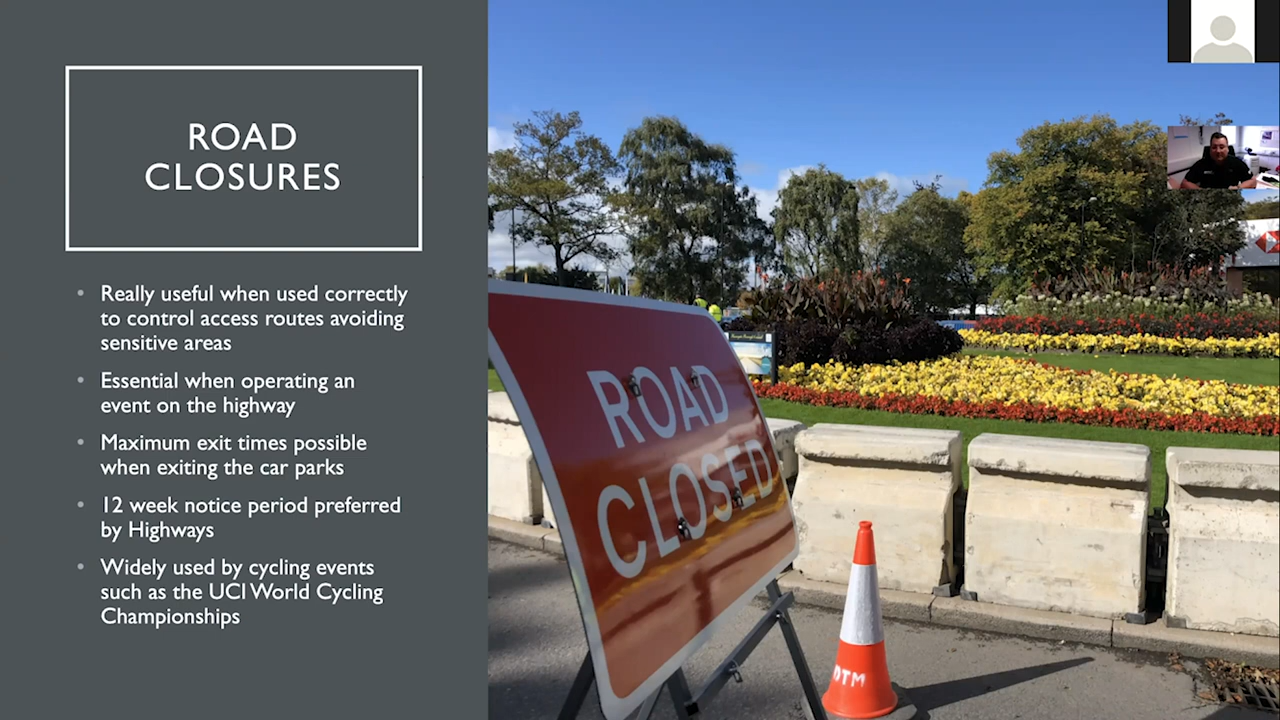 ROAD
CLOSURES
• Really useful when used correctly
to control access routes avoiding
sensitive areas
• Essential when operating an
event on the highway
• Maximum exit times possible
when exiting the car parks
• 12 week notice period preferred
by Highways
• Widely used by cycling events
such as the UCI World Cycling
Championships
ROAD
CLOSED
DTM